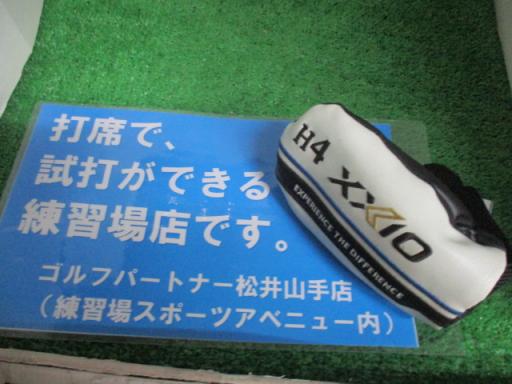 打席で、
試打ができる
練習場店です。
ゴルフパートナー松井山手店
（練習場スポーツアベニュー内）
H4
XXIO
EXPERIENCE THE DIFFERENCE